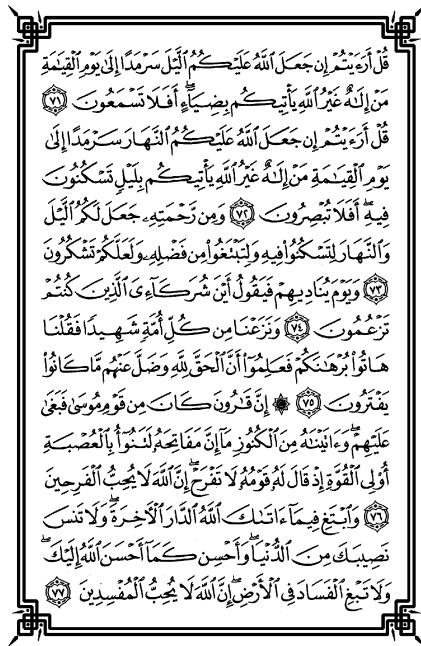 قُلْ أَرَءَيْتُمْ إِن جَعَلَ ٱللَّهُ عَلَيْكُمُ ٱلَّيْلَ سَرْمَدًا إِلَىٰ يَوْمِ ٱلْقِيَٰمَةِ
مَنْ إِلَٰهٌ غَيْرُ ٱللَّهِ يَأْتِيكُم بِضِيَآءٍ ۖ أَفَلَا تَسْمَعُونَ ٧١
قُلْ أَرَءَيْتُمْ إِن جَعَلَ ٱللَّهُ عَلَيْكُمُ ٱلنَّهَارَ سَرْمَدًا إِلَىٰ
يَوْمِ ٱلْقِيَٰمَةِ مَنْ إِلَٰهٌ غَيْرُ ٱللَّهِ يَأْتِيكُم بِلَيْلٍ تَسْكُنُونَ
فِيهِ ۖ أَفَلَا تُبْصِرُونَ ٧٢ وَمِن رَّحْمَتِهِۦ جَعَلَ لَكُمُ ٱلَّيْلَ
وَٱلنَّهَارَ لِتَسْكُنُوا۟ فِيهِ وَلِتَبْتَغُوا۟ مِن فَضْلِهِۦ وَلَعَلَّكُمْ تَشْكُرُونَ
٧٣ وَيَوْمَ يُنَادِيهِمْ فَيَقُولُ أَيْنَ شُرَكَآءِىَ ٱلَّذِينَ كُنتُمْ
تَزْعُمُونَ ٧٤ وَنَزَعْنَا مِن كُلِّ أُمَّةٍ شَهِيدًا فَقُلْنَا
هَاتُوا۟ بُرْهَٰنَكُمْ فَعَلِمُوٓا۟ أَنَّ ٱلْحَقَّ لِلَّهِ وَضَلَّ عَنْهُم مَّا كَانُوا۟
يَفْتَرُونَ ٧٥ ۞ إِنَّ قَٰرُونَ كَانَ مِن قَوْمِ مُوسَىٰ فَبَغَىٰ
عَلَيْهِمْ ۖ وَءَاتَيْنَٰهُ مِنَ ٱلْكُنُوزِ مَآ إِنَّ مَفَاتِحَهُۥ لَتَنُوٓأُ بِٱلْعُصْبَةِ
أُو۟لِى ٱلْقُوَّةِ إِذْ قَالَ لَهُۥ قَوْمُهُۥ لَا تَفْرَحْ ۖ إِنَّ ٱللَّهَ لَا يُحِبُّ ٱلْفَرِحِينَ
٧٦ وَٱبْتَغِ فِيمَآ ءَاتَىٰكَ ٱللَّهُ ٱلدَّارَ ٱلْءَاخِرَةَ ۖ وَلَا تَنسَ
نَصِيبَكَ مِنَ ٱلدُّنْيَا ۖ وَأَحْسِن كَمَآ أَحْسَنَ ٱللَّهُ إِلَيْكَ ۖ
وَلَا تَبْغِ ٱلْفَسَادَ فِى ٱلْأَرْضِ ۖ إِنَّ ٱللَّهَ لَا يُحِبُّ ٱلْمُفْسِدِينَ ٧٧